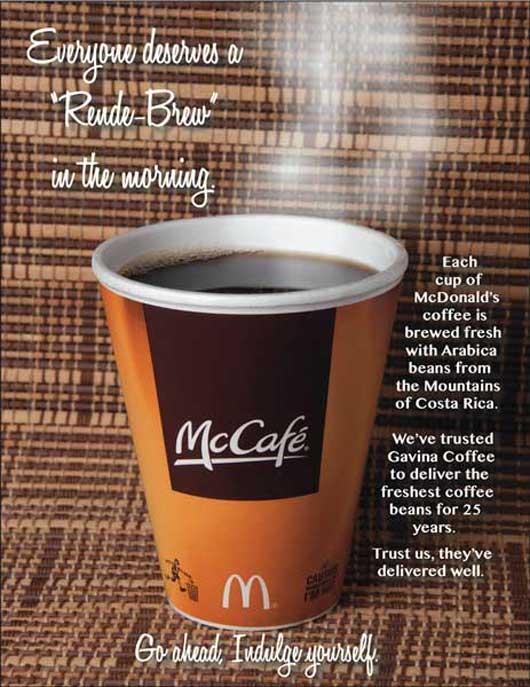 Everyone deserves a
"Rende-Brew"
in the morning.
Each
cup of
McDonald's
coffee is
brewed fresh
with Arabica
beans from
the Mountains
of Costa Rica.
We've trusted
Gavina Coffee
to deliver the
freshest coffee
beans for 25
years.
Trust us, they've
delivered well.
McCafé®
M
CAUTION
I'M HOT
Go ahead, Indulge yourself.